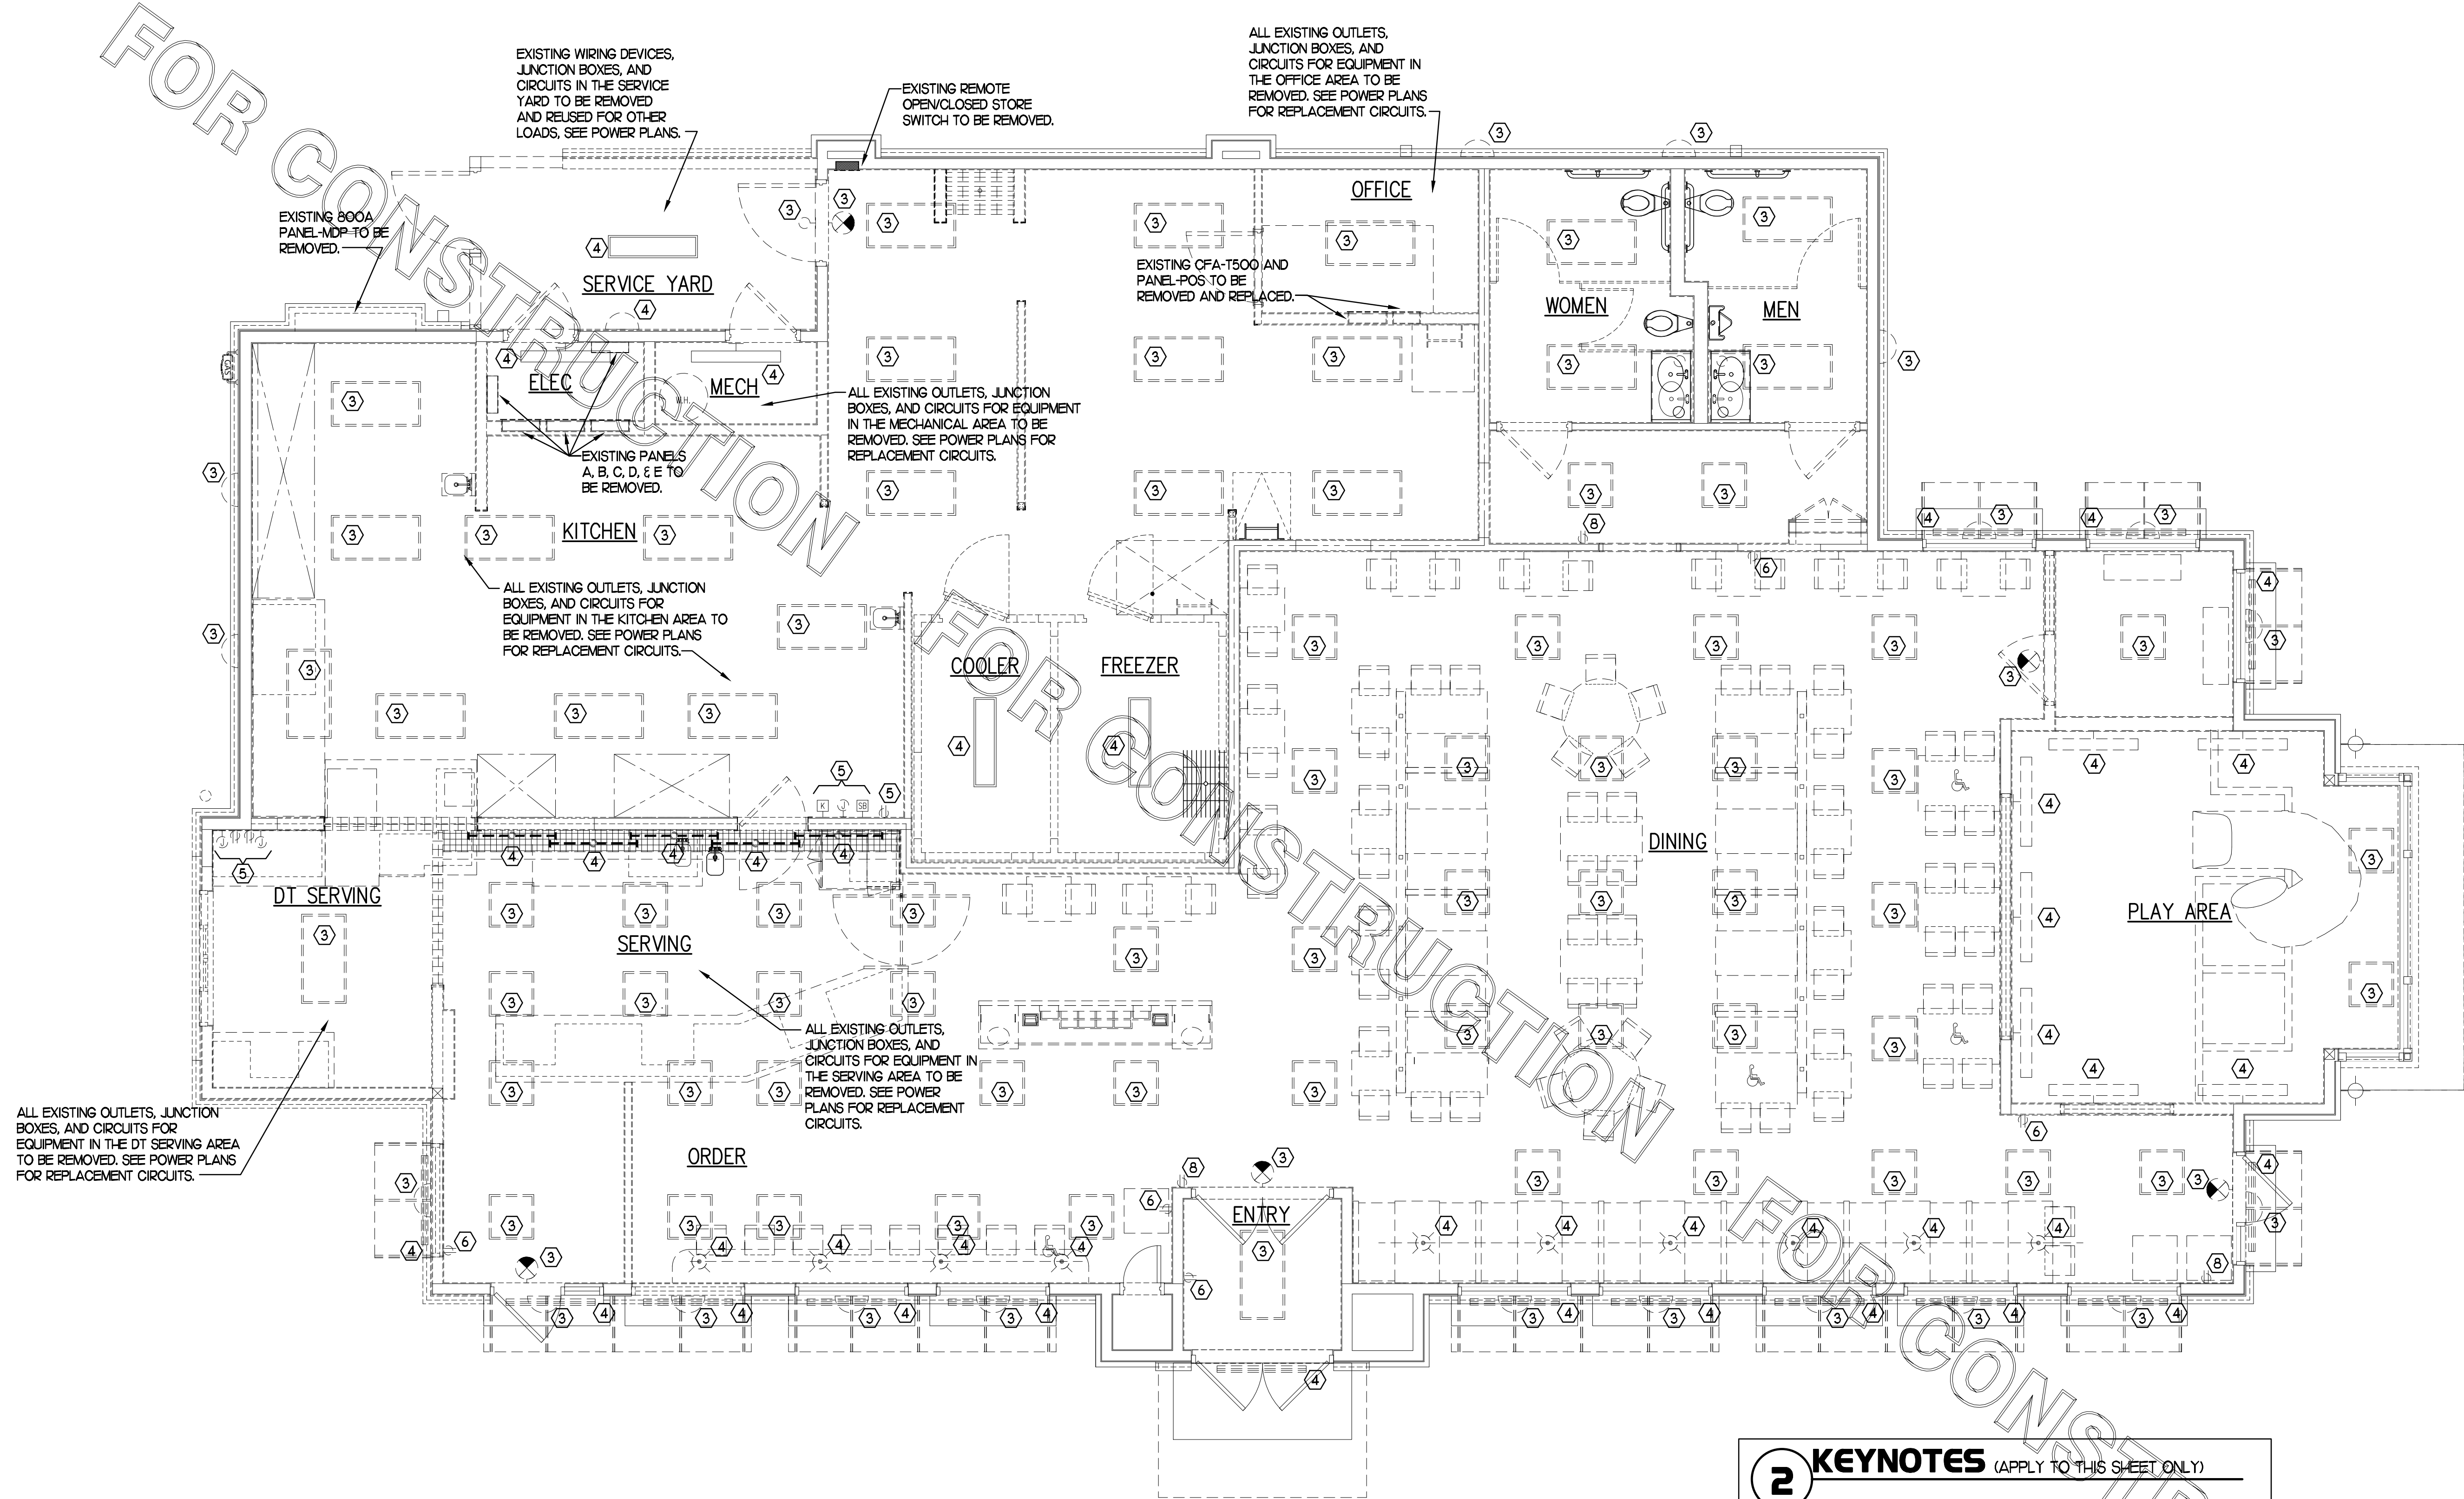 FOR CONSTRUCTION
EXISTING WIRING DEVICES,
JUNCTION BOXES, AND
CIRCUITS IN THE SERVICE
YARD TO BE REMOVED
AND REUSED FOR OTHER
LOADS, SEE POWER PLANS.
EXISTING REMOTE
OPEN/CLOSED STORE
SWITCH TO BE REMOVED.
ALL EXISTING OUTLETS,
JUNCTION BOXES, AND
CIRCUITS FOR EQUIPMENT IN
THE OFFICE AREA TO BE
REMOVED. SEE POWER PLANS
FOR REPLACEMENT CIRCUITS.
EXISTING 800A
PANEL-MDP TO BE
REMOVED.
SERVICE YARD
OFFICE
EXISTING CFA-T500 AND
PANEL-POS TO BE
REMOVED AND REPLACED.
WOMEN
MEN
GAS
ELEC
MECH
W.H.
ALL EXISTING OUTLETS, JUNCTION
BOXES, AND CIRCUITS FOR EQUIPMENT
IN THE MECHANICAL AREA TO BE
REMOVED. SEE POWER PLANS FOR
REPLACEMENT CIRCUITS.
EXISTING PANELS
A, B, C, D, & E TO
BE REMOVED.
KITCHEN
ALL EXISTING OUTLETS, JUNCTION
BOXES, AND CIRCUITS FOR
EQUIPMENT IN THE KITCHEN AREA TO
BE REMOVED. SEE POWER PLANS
FOR REPLACEMENT CIRCUITS.
COOLER
FREEZER
FOR CONSTRUCTION
K J SB
DINING
DT SERVING
SERVING
PLAY AREA
ALL EXISTING OUTLETS,
JUNCTION BOXES, AND
CIRCUITS FOR EQUIPMENT IN
THE SERVING AREA TO BE
REMOVED. SEE POWER
PLANS FOR REPLACEMENT
CIRCUITS.
ALL EXISTING OUTLETS, JUNCTION
BOXES, AND CIRCUITS FOR
EQUIPMENT IN THE DT SERVING AREA
TO BE REMOVED. SEE POWER PLANS
FOR REPLACEMENT CIRCUITS.
ORDER
ENTRY
FOR CONSTR
2 KEYNOTES (APPLY TO THIS SHEET ONLY)